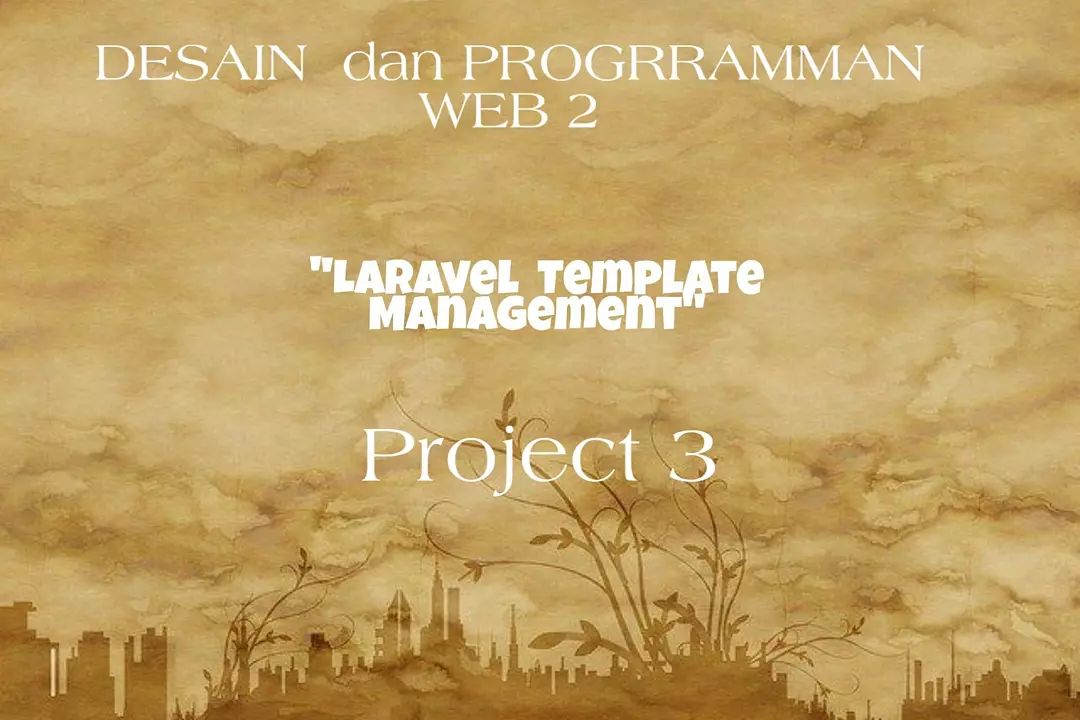 DESAIN dan PROGRRAMMAN
WEB 2
"LARAVEL TEMPLATE
MANAGEMENT"
Project 3